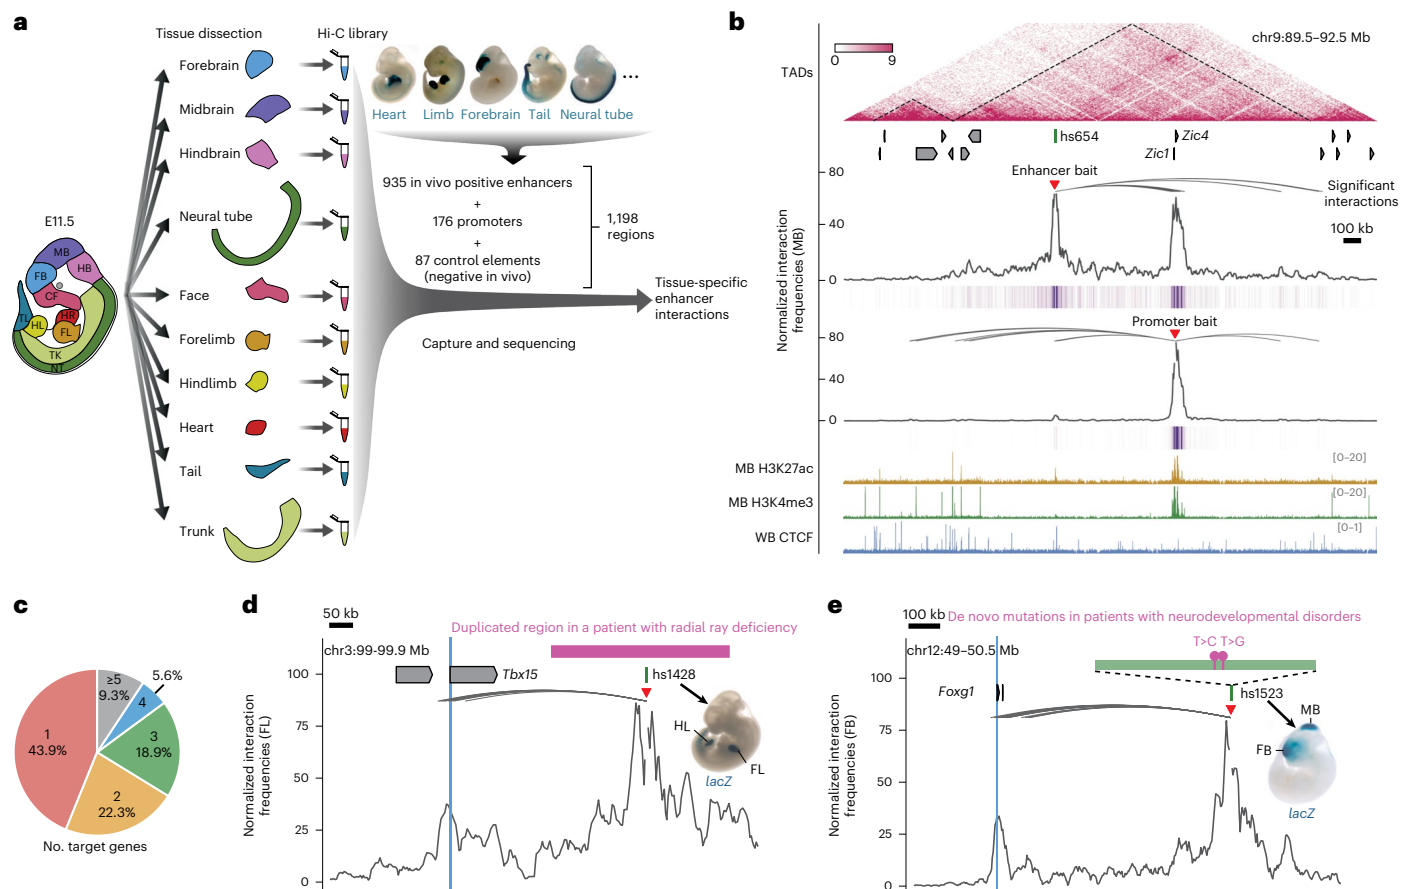 a
Tissue dissection
Hi-C library
Forebrain
Midbrain
Hindbrain
Neural tube
Face
Forelimb
Hindlimb
Heart
Tail
Trunk
E11.5
MB
FB
HB
CF
TL
HL
HR
FL
TK
NT
Heart
Limb
Forebrain
Tail
Neural tube
...
935 in vivo positive enhancers
+
176 promoters
+
87 control elements
(negative in vivo)
1,198
regions
Tissue-specific
enhancer
interactions
Capture and sequencing
b
0
9
chr9:89.5–92.5 Mb
TADs
hs654
Zic4
Zic1
Enhancer bait
Significant
interactions
100 kb
Normalized interaction
frequencies (MB)
80
40
0
Promoter bait
80
40
0
MB H3K27ac
[0–20]
MB H3K4me3
[0–20]
WB CTCF
[0–1]
c
≥5
9.3%
5.6%
4
3
18.9%
2
22.3%
1
43.9%
No. target genes
d
50 kb
Duplicated region in a patient with radial ray deficiency
chr3:99-99.9 Mb
Tbx15
hs1428
HL
FL
lacZ
Normalized interaction
frequencies (FL)
100
75
50
25
0
e
100 kb
De novo mutations in patients with neurodevelopmental disorders
T>C T>G
chr12:49–50.5 Mb
Foxg1
hs1523
MB
FB
lacZ
Normalized interaction
frequencies (FB)
100
75
50
25
0